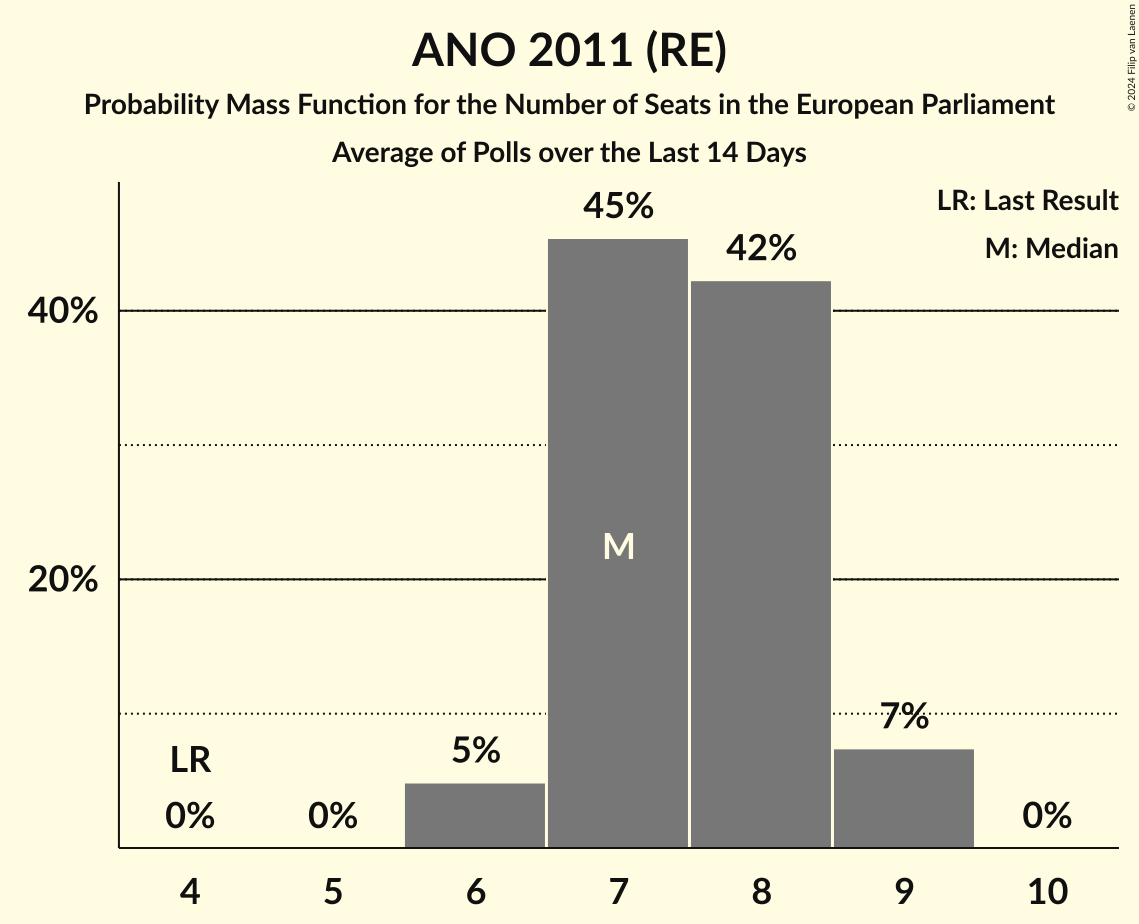 ANO 2011 (RE)
Probability Mass Function for the Number of Seats in the European Parliament
Average of Polls over the Last 14 Days
© 2024 Filip van Laenen
LR: Last Result
M: Median
45%
42%
40%
M
20%
7%
5%
LR
0%
0%
0%
4
5
6
7
8
9
10